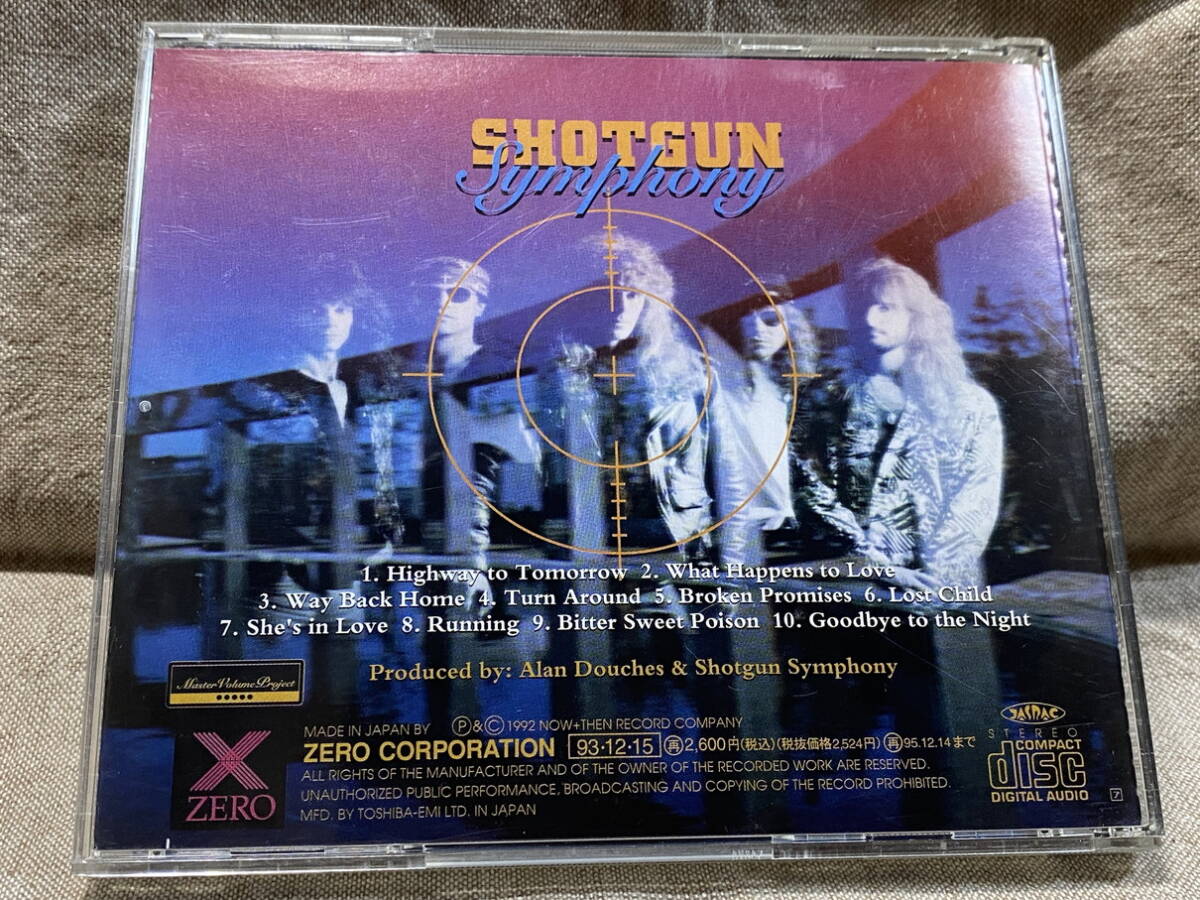 SHOTGUN
Symphony
1. Highway to Tomorrow 2. What Happens to Love
3. Way Back Home 4. Turn Around 5. Broken Promises 6. Lost Child
7. She's in Love 8. Running 9. Bitter Sweet Poison 10. Goodbye to the Night
Produced by: Alan Douches & Shotgun Symphony
Master Volume Project
MADE IN JAPAN BY Ⓟ&Ⓒ 1992 NOW+THEN RECORD COMPANY
ZERO CORPORATION 93・12・15 再2,600円(税込)(税抜価格2,524円) 再95.12.14まで
ALL RIGHTS OF THE MANUFACTURER AND OF THE OWNER OF THE RECORDED WORK ARE RESERVED.
UNAUTHORIZED PUBLIC PERFORMANCE, BROADCASTING AND COPYING OF THE RECORD PROHIBITED.
MFD. BY TOSHIBA-EMI LTD. IN JAPAN
X
ZERO
JASRAC
STEREO
COMPACT
disc
DIGITAL AUDIO
ア